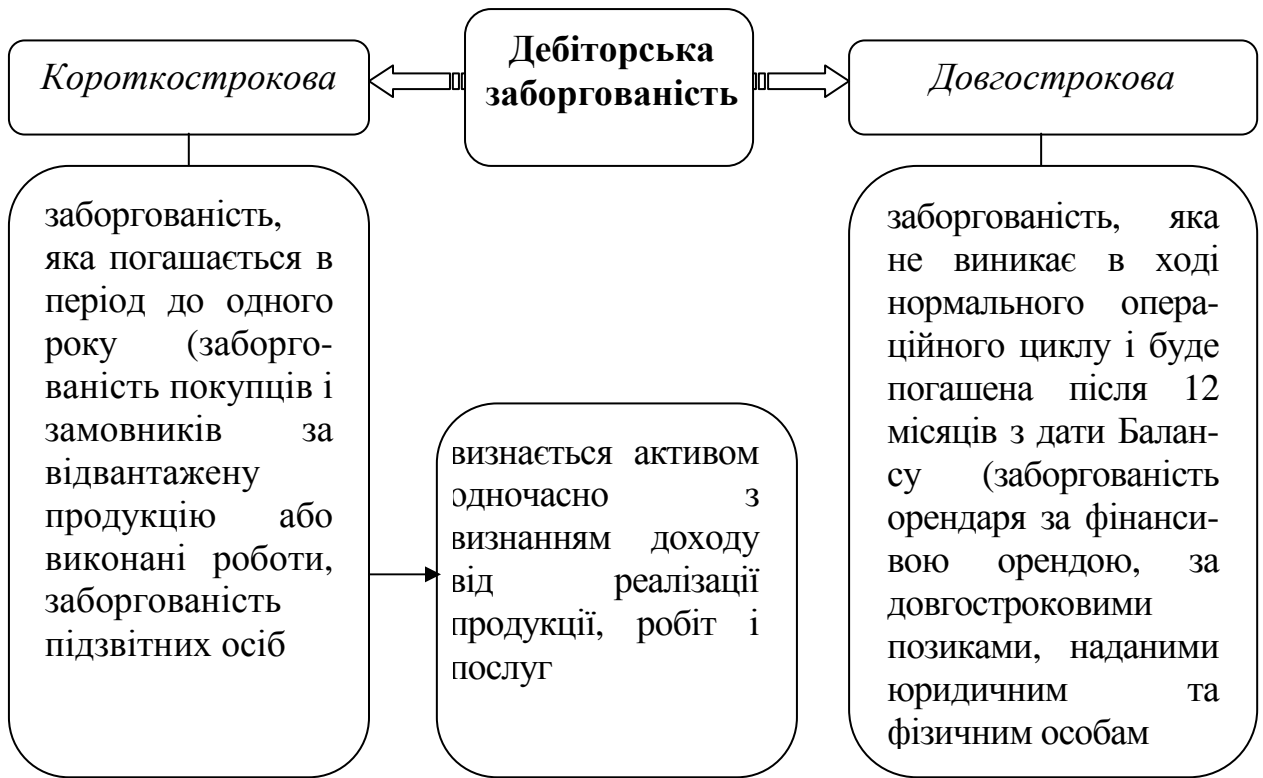 Дебіторська
заборгованість
Короткострокова
Довгострокова
заборгованість,
яка погашається в
період до одного
року (заборго-
ваність покупців і
замовників за
відвантажену
продукцію або
виконані роботи,
заборгованість
підзвітних осіб
визнається активом
одночасно з
визнанням доходу
від реалізації
продукції, робіт і
послуг
заборгованість, яка
не виникає в ході
нормального опера-
ційного циклу і буде
погашена після 12
місяців з дати Балан-
су (заборгованість
орендаря за фінанси-
вою орендою, за
довгостроковими
позиками, наданими
юридичним та
фізичним особам